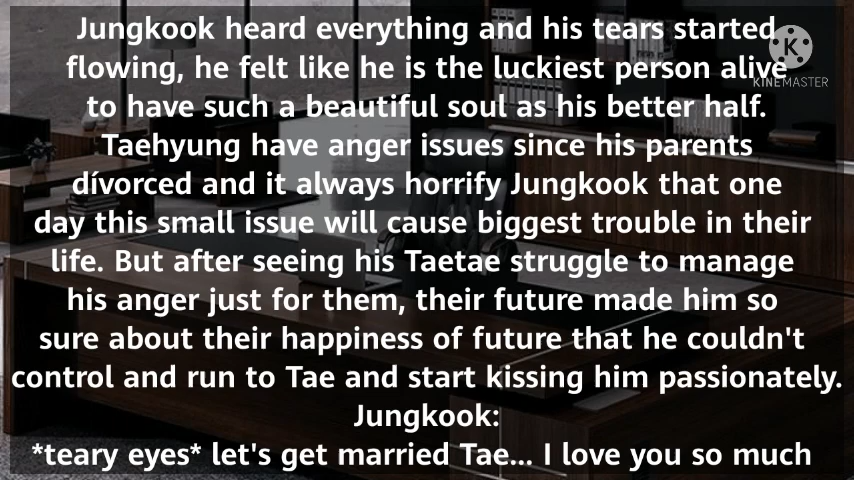 Jungkook heard everything and his tears started
flowing, he felt like he is the luckiest person alive
to have such a beautiful soul as his better half.
Taehyung have anger issues since his parents
dívorced and it always horrify Jungkook that one
day this small issue will cause biggest trouble in their
life. But after seeing his Taetae struggle to manage
his anger just for them, their future made him so
sure about their happiness of future that he couldn't
control and run to Tae and start kissing him passionately.
Jungkook:
*teary eyes* let's get married Tae... I love you so much
K
KINEMASTER